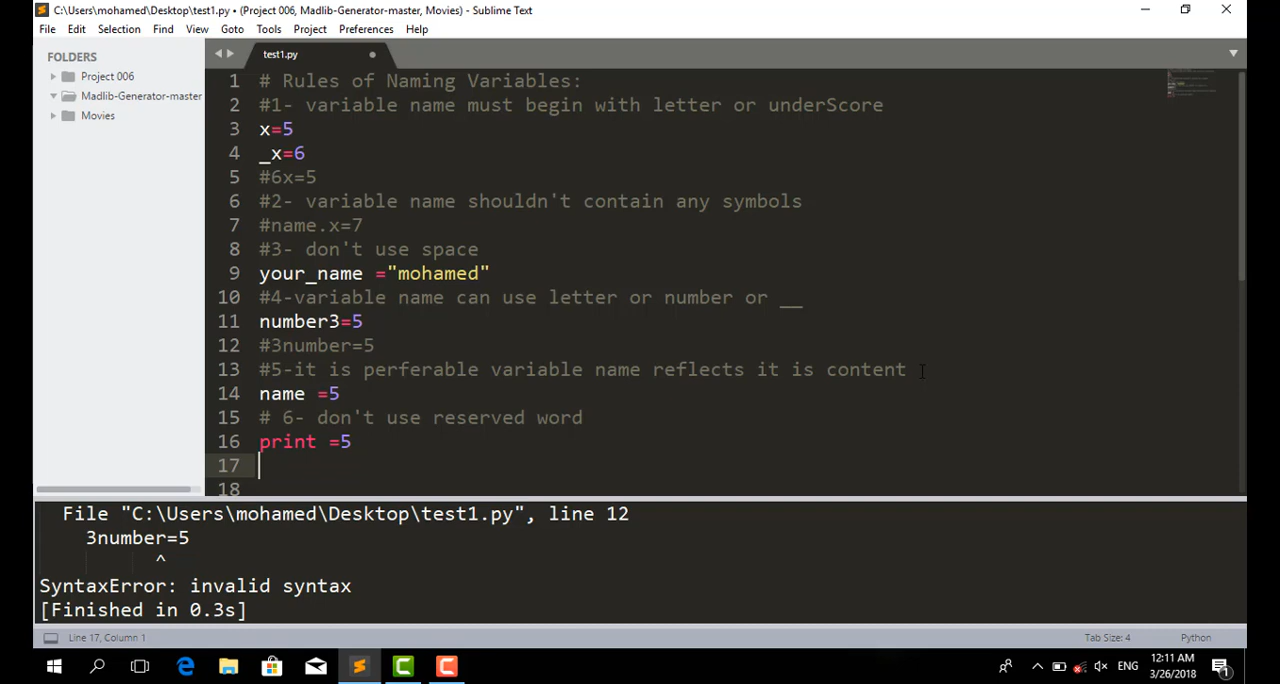 C:\Users\mohamed\Desktop\test1.py • (Project 006, Madlib-Generator-master, Movies) - Sublime Text
File Edit Selection Find View Goto Tools Project Preferences Help
FOLDERS
Project 006
Madlib-Generator-master
Movies
test1.py
1 # Rules of Naming Variables:
2 #1- variable name must begin with letter or underScore
3 x=5
4 _x=6
5 #6x=5
6 #2- variable name shouldn't contain any symbols
7 #name.x=7
8 #3- don't use space
9 your_name ="mohamed"
10 #4-variable name can use letter or number or __
11 number3=5
12 #3number=5
13 #5-it is perferable variable name reflects it is content
14 name =5
15 # 6- don't use reserved word
16 print =5
17
18
File "C:\Users\mohamed\Desktop\test1.py", line 12
3number=5
^
SyntaxError: invalid syntax
[Finished in 0.3s]
Line 17, Column 1
Tab Size: 4
Python
ENG
12:11 AM
3/26/2018
1